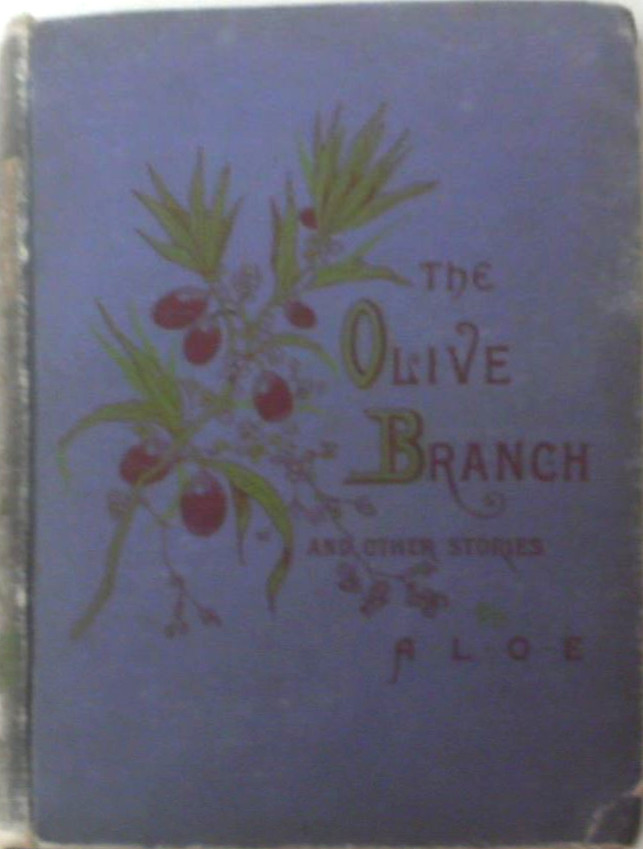 THE
OLIVE
BRANCH
AND OTHER STORIES
A·L·O·E